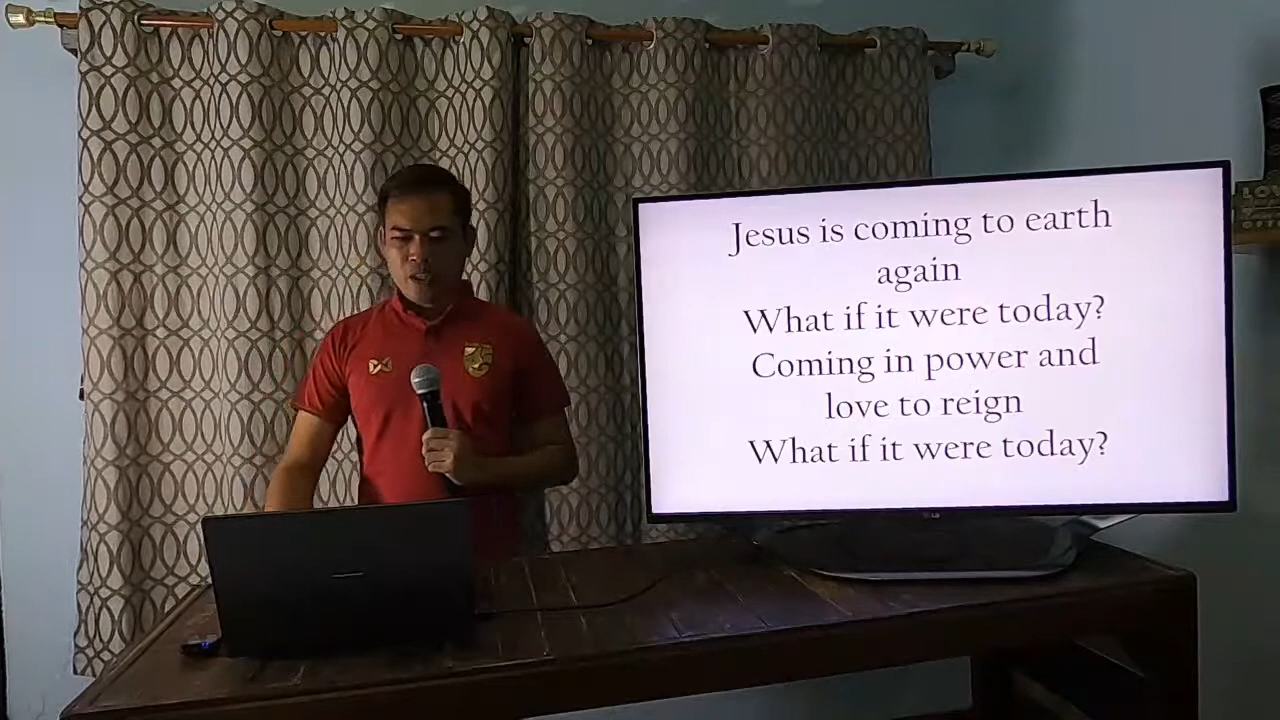 Jesus is coming to earth
again
What if it were today?
Coming in power and
love to reign
What if it were today?
LG